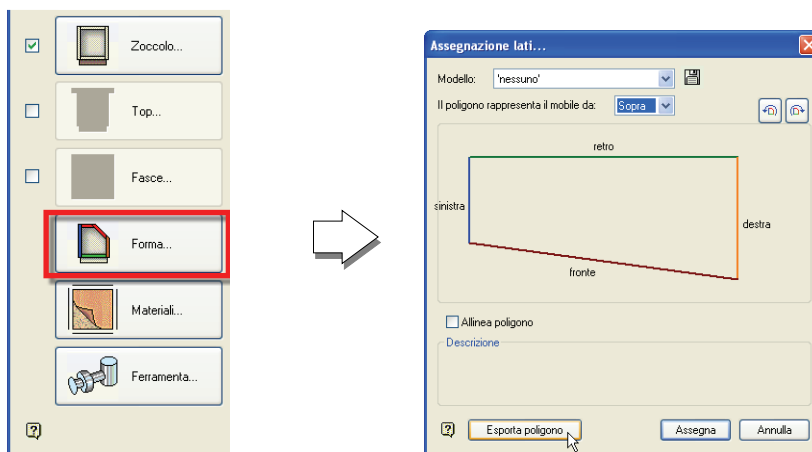 Zoccolo...
Top...
Fasce...
Forma...
Materiali...
Ferramenta...
Assegnazione lati...
Modello: 'nessuno'
Il poligono rappresenta il mobile da: Sopra
retro
sinistra
destra
fronte
Allinea poligono
Descrizione
Esporta poligono
Assegna
Annulla